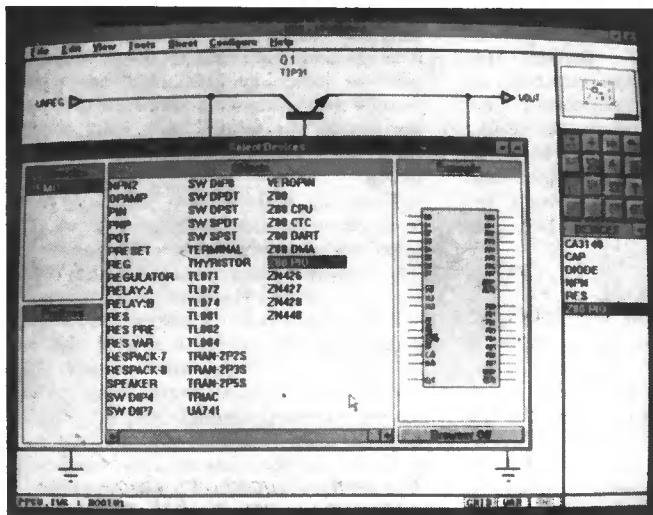 File Edit View Tools Sheet Configure Help
Q1
TIP31
UNREG
VOUT
Select Devices
Objects
NPN2 SW DIP8 VEROPIN
OPAMP SW DPDT Z80
PIN SW DPST Z80 CPU
PNP SW SPDT Z80 CTC
POT SW SPST Z80 DART
PRESET TERMINAL Z80 DMA
REG THYRISTOR Z80 PIO
REGULATOR TL071 ZN426
RELAY:A TL072 ZN427
RELAY:B TL074 ZN428
RES TL081 ZN448
RES PRE TL082
RES VAR TL084
RESPACK-7 TRAN-2P2S
RESPACK-8 TRAN-2P3S
SPEAKER TRAN-2P5S
SW DIP4 TRIAC
SW DIP7 UA741
Browser Off
DEVICES
CA3140
CAP
DIODE
NPN
RES
Z80 PIO